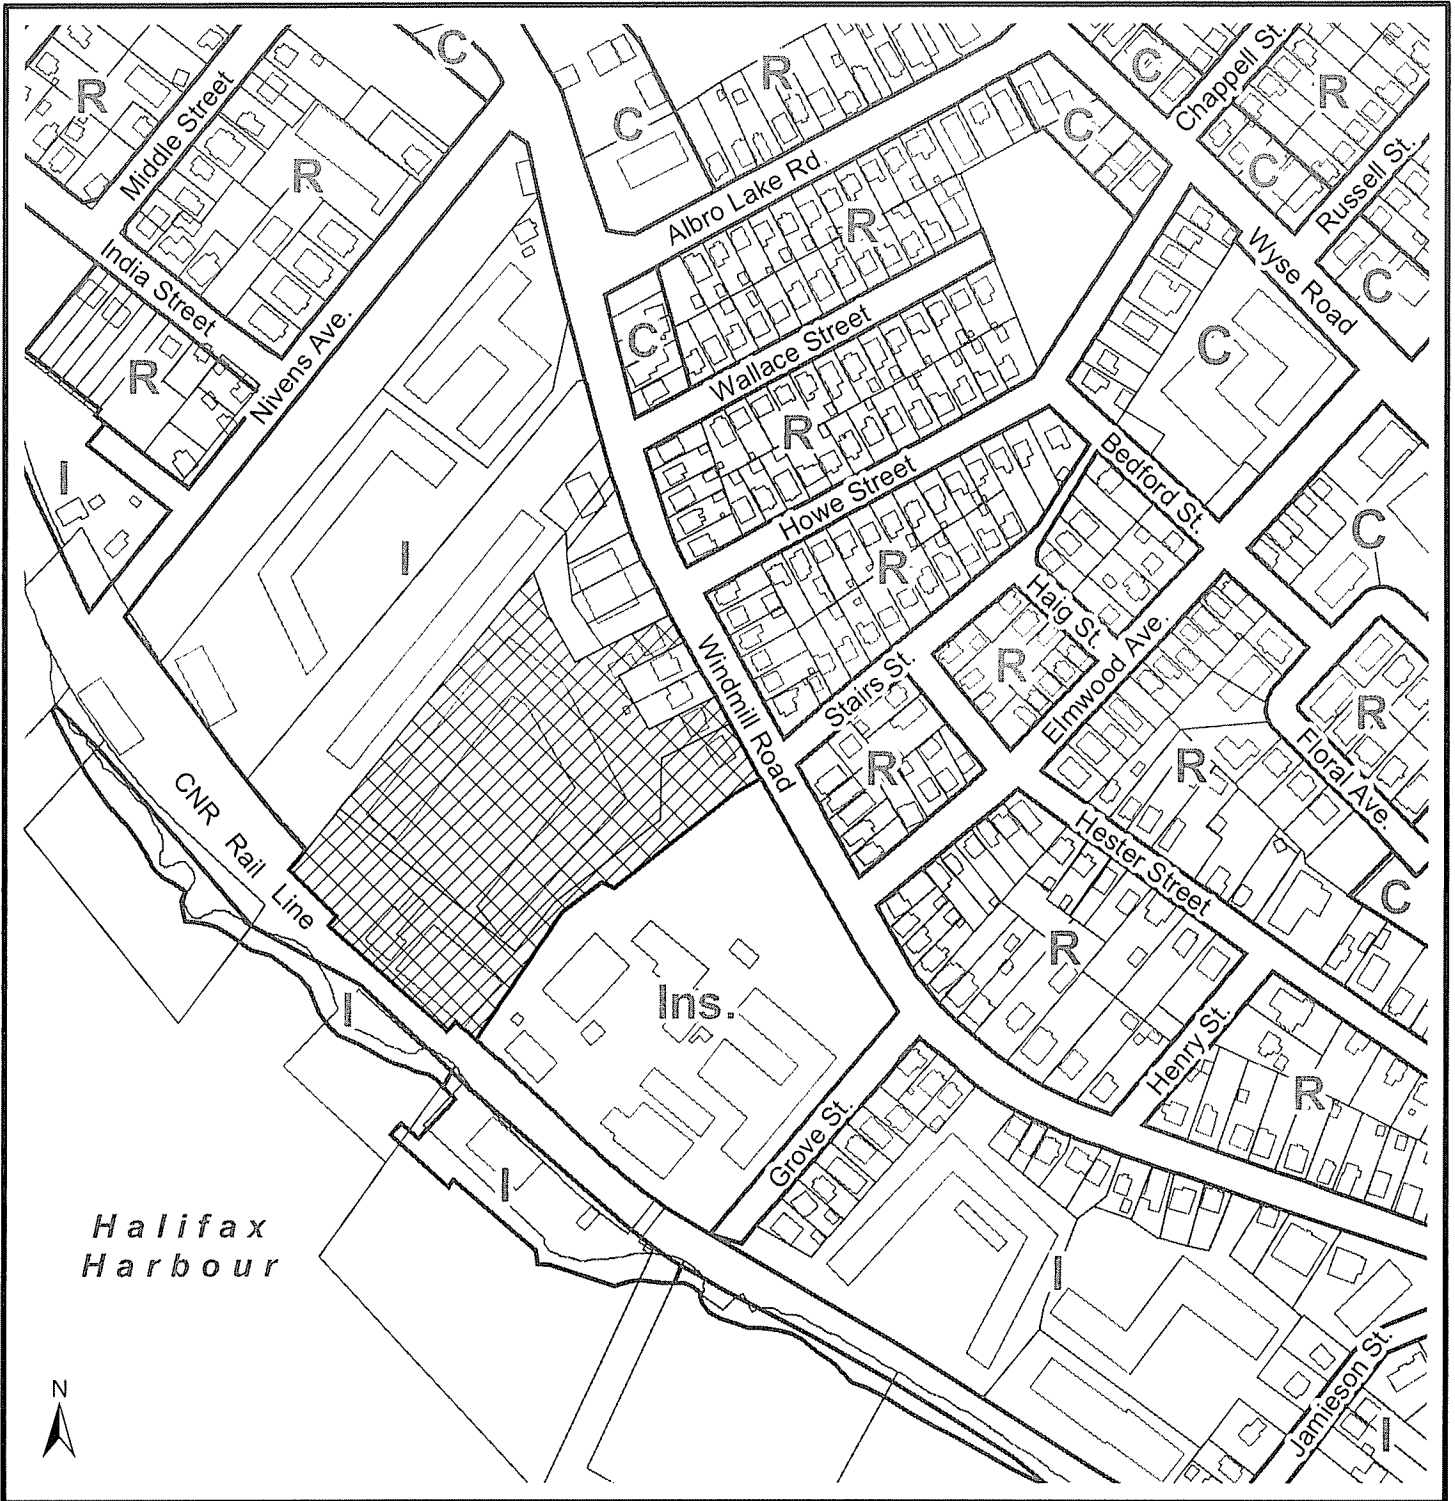 C
R
Chappell St.
C
R
R
Middle Street
C
C
R
C
Russell St.
Albro Lake Rd.
R
India Street
Wyse Road
C
C
Wallace Street
C
R
Nivens Ave.
R
Bedford St.
I
Howe Street
C
I
R
Haig St.
Windmill Road
Stairs St.
R
Elmwood Ave.
R
R
R
Floral Ave.
CNR Rail Line
Hester Street
C
R
Ins.
I
Henry St.
R
Grove St.
I
Halifax
Harbour
I
Jamieson St.
N
I